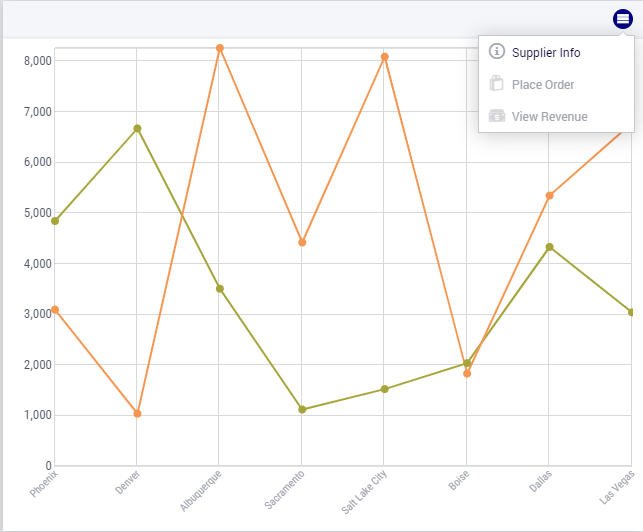 Supplier Info
Place Order
View Revenue
8,000
7,000
6,000
5,000
4,000
3,000
2,000
1,000
0
Phoenix
Denver
Albuquerque
Sacramento
Salt Lake City
Boise
Dallas
Las Vegas